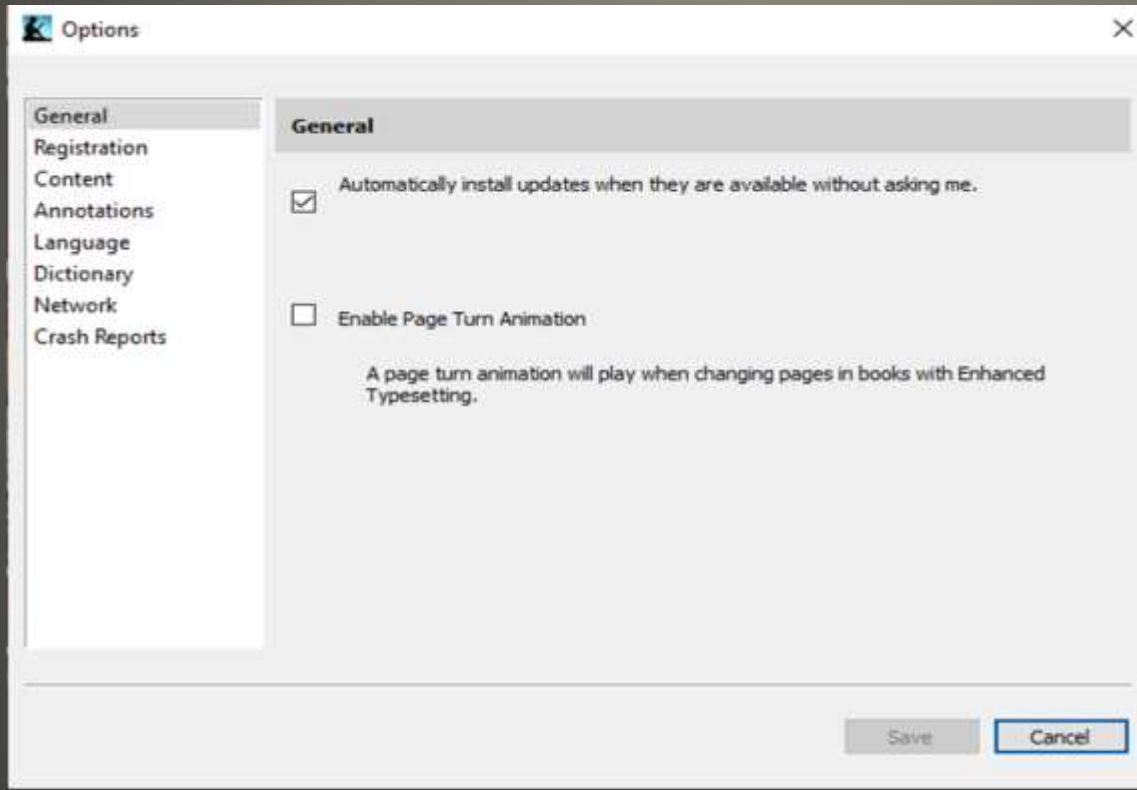 Options
General
Registration
Content
Annotations
Language
Dictionary
Network
Crash Reports
General
Automatically install updates when they are available without asking me.
Enable Page Turn Animation
A page turn animation will play when changing pages in books with Enhanced
Typesetting.
Save
Cancel